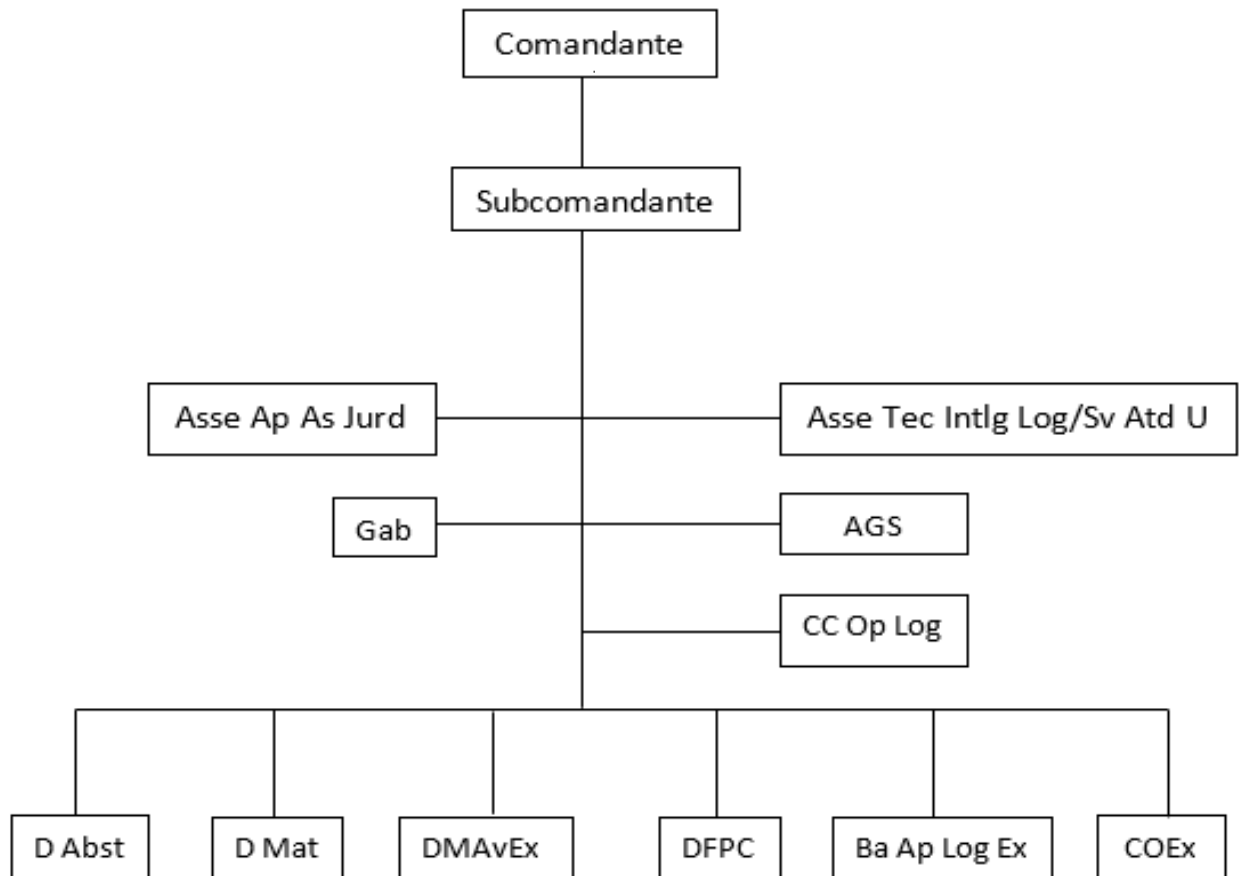 Comandante
Subcomandante
Asse Ap As Jurd
Asse Tec Intlg Log/Sv Atd U
Gab
AGS
CC Op Log
D Abst
D Mat
DMAvEx
DFPC
Ba Ap Log Ex
COEx